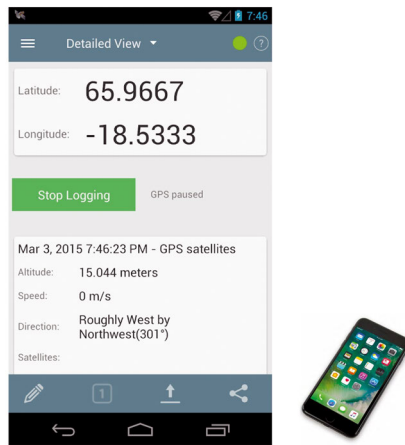 7:46
Detailed View
?
Latitude: 65.9667
Longitude: -18.5333
Stop Logging GPS paused
Mar 3, 2015 7:46:23 PM - GPS satellites
Altitude: 15.044 meters
Speed: 0 m/s
Direction: Roughly West by
Northwest(301°)
Satellites:
1